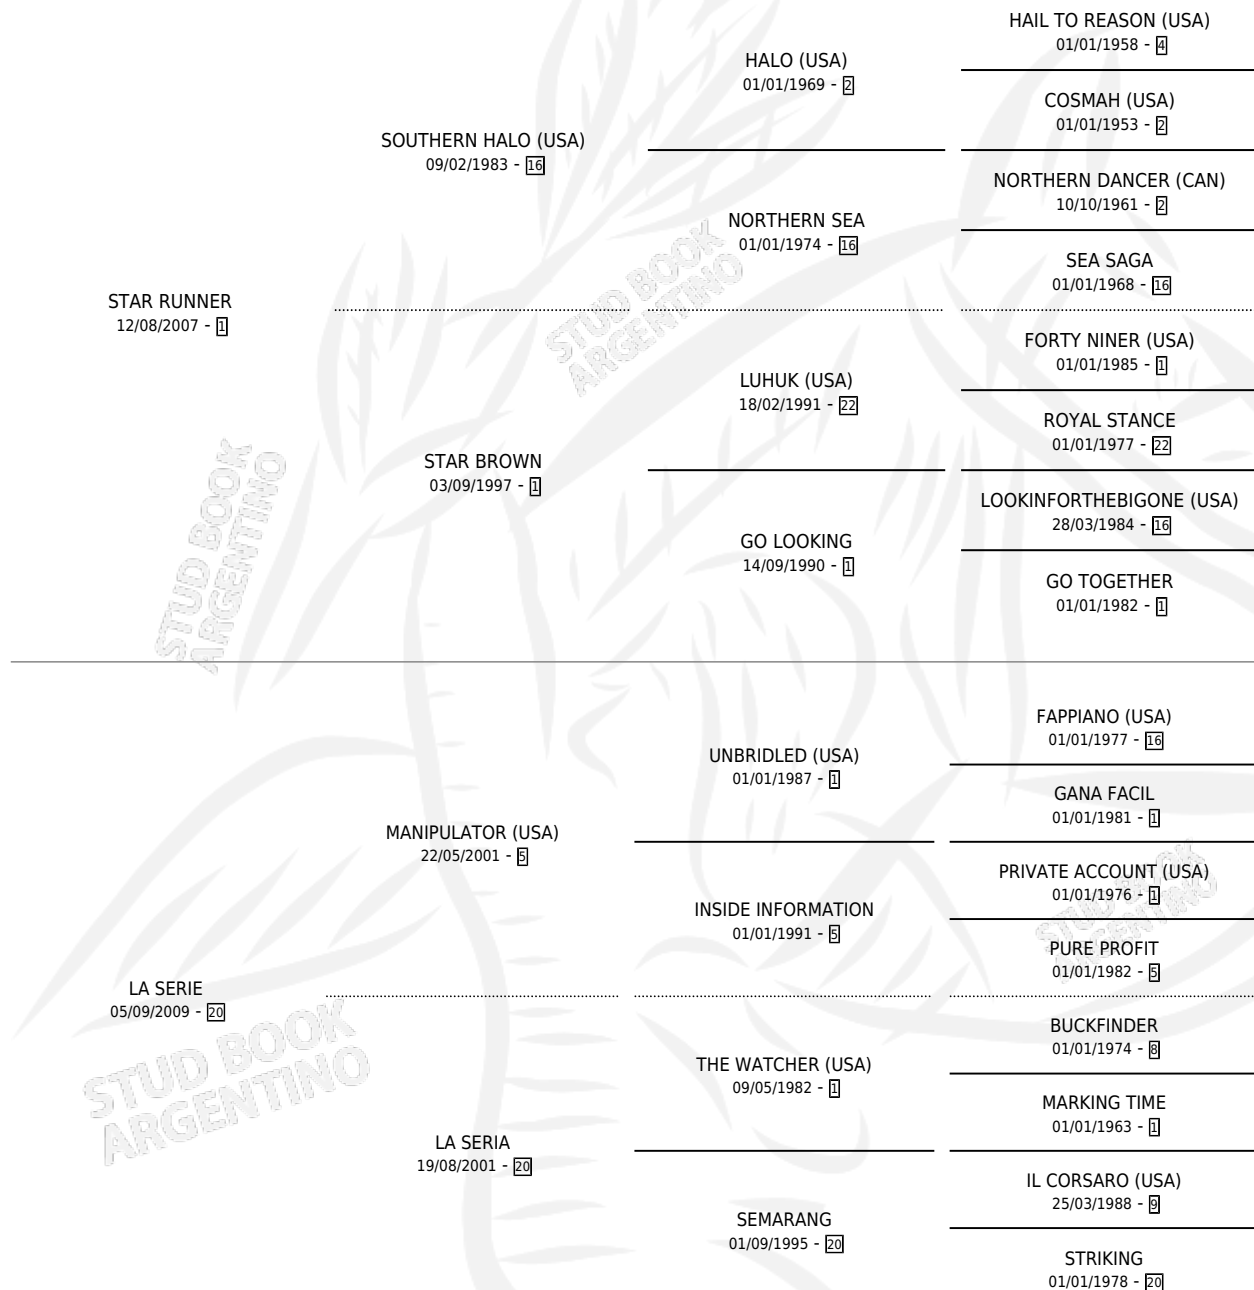 HAIL TO REASON (USA)
01/01/1958 - 4
HALO (USA)
01/01/1969 - 2
COSMAH (USA)
01/01/1953 - 2
SOUTHERN HALO (USA)
09/02/1983 - 16
NORTHERN DANCER (CAN)
10/10/1961 - 2
NORTHERN SEA
01/01/1974 - 16
SEA SAGA
01/01/1968 - 16
STAR RUNNER
12/08/2007 - 1
STUD BOOK
ARGENTINO
FORTY NINER (USA)
01/01/1985 - 1
LUHUK (USA)
18/02/1991 - 22
ROYAL STANCE
01/01/1977 - 22
STAR BROWN
03/09/1997 - 1
LOOKINFORTHEBIGONE (USA)
28/03/1984 - 16
GO LOOKING
14/09/1990 - 1
GO TOGETHER
01/01/1982 - 1
STUD BOOK
ARGENTINO
FAPPIANO (USA)
01/01/1977 - 16
UNBRIDLED (USA)
01/01/1987 - 1
GANA FACIL
01/01/1981 - 1
MANIPULATOR (USA)
22/05/2001 - 5
PRIVATE ACCOUNT (USA)
01/01/1976 - 1
INSIDE INFORMATION
01/01/1991 - 5
PURE PROFIT
01/01/1982 - 5
STUD BOOK
ARGENTINO
LA SERIE
05/09/2009 - 20
BUCKFINDER
01/01/1974 - 8
THE WATCHER (USA)
09/05/1982 - 1
MARKING TIME
01/01/1963 - 1
STUD BOOK
ARGENTINO
LA SERIA
19/08/2001 - 20
IL CORSARO (USA)
25/03/1988 - 9
SEMARANG
01/09/1995 - 20
STRIKING
01/01/1978 - 20